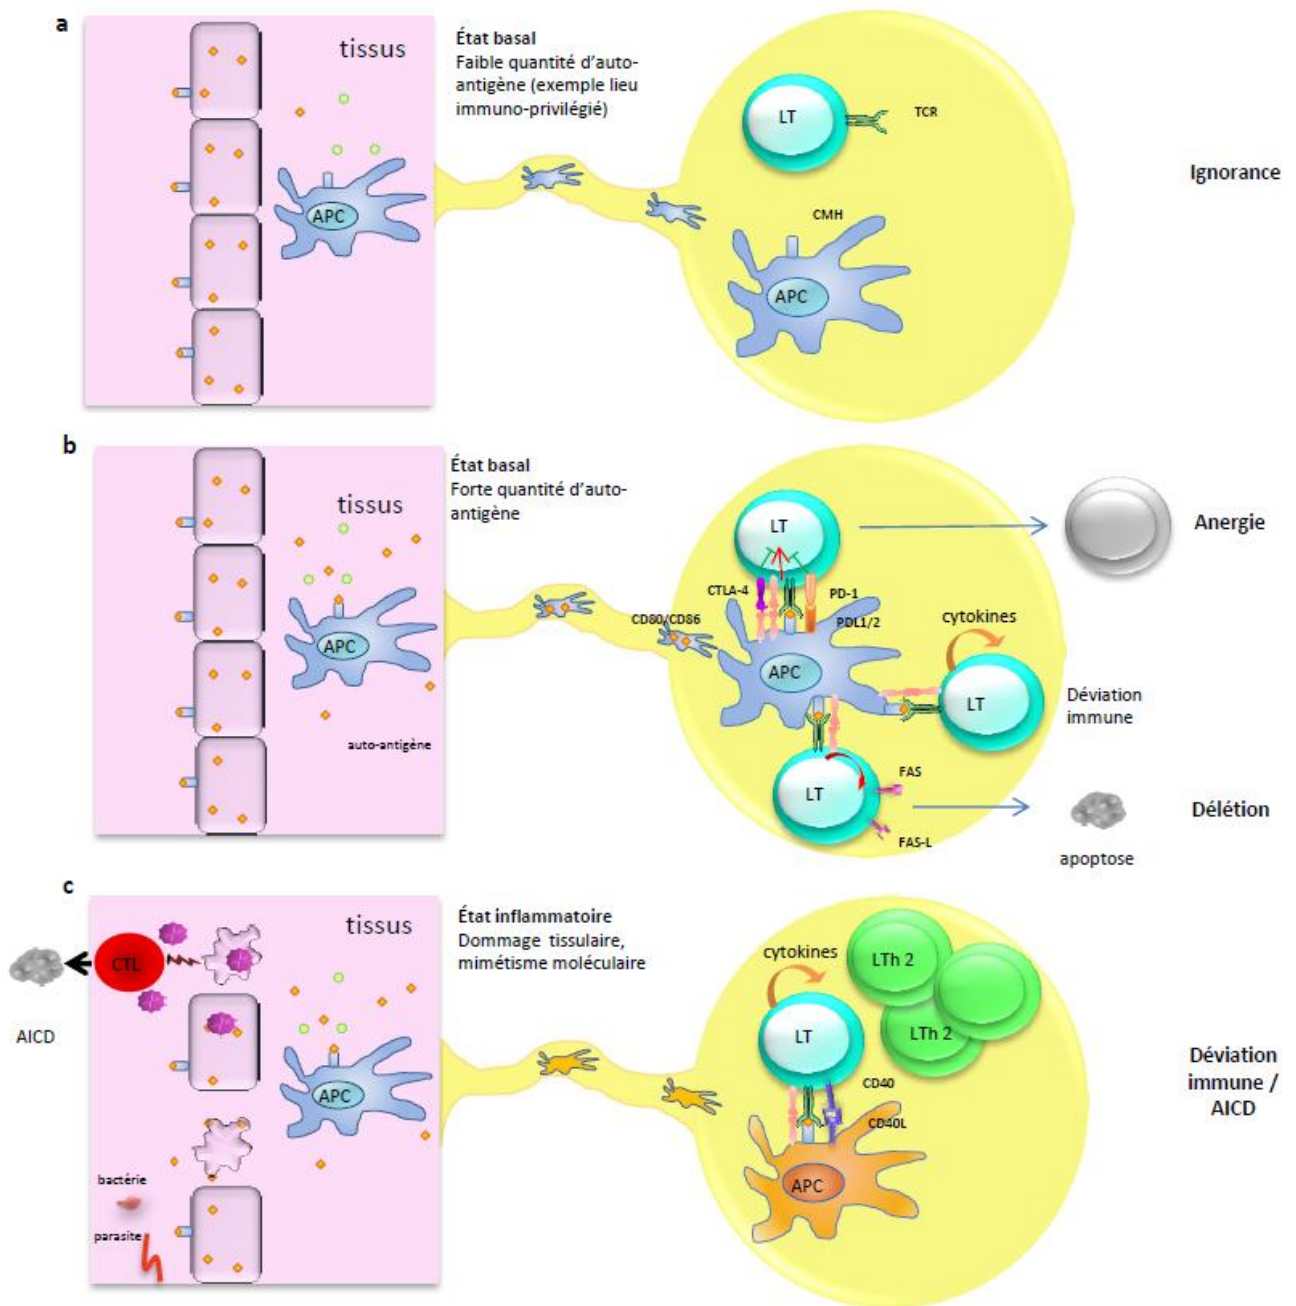 a
tissus
État basal
Faible quantité d'auto-
antigène (exemple lieu
immuno-privilégié)
LT
TCR
Ignorance
APC
CMH
APC
b
tissus
État basal
Forte quantité d'auto-
antigène
LT
Anergie
CTLA-4
PD-1
CD80/CD86
PDL1/2
cytokines
APC
APC
LT
Déviation
immune
auto-antigène
LT
FAS
FAS-L
apoptose
Délétion
c
tissus
État inflammatoire
Dommage tissulaire,
mimétisme moléculaire
CTL
AICD
cytokines
LTh 2
LT
LTh 2
CD40
CD40L
APC
APC
Déviation
immune /
AICD
bactérie
parasite